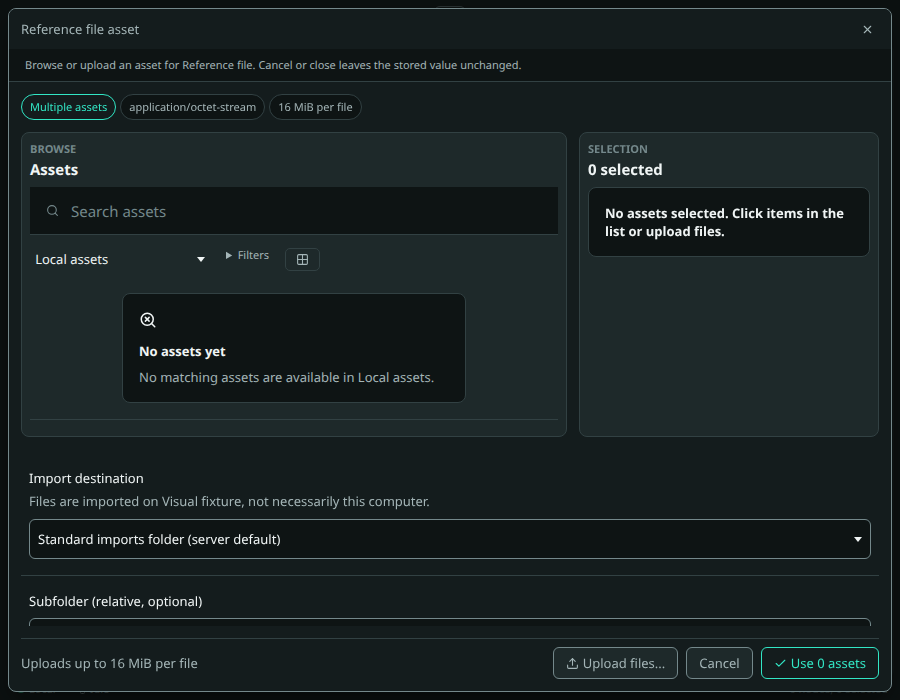 Reference file asset
Browse or upload an asset for Reference file. Cancel or close leaves the stored value unchanged.
Multiple assets
application/octet-stream
16 MiB per file
BROWSE
Assets
Search assets
Local assets
Filters
No assets yet
No matching assets are available in Local assets.
SELECTION
0 selected
No assets selected. Click items in the
list or upload files.
Import destination
Files are imported on Visual fixture, not necessarily this computer.
Standard imports folder (server default)
Subfolder (relative, optional)
Uploads up to 16 MiB per file
Upload files...
Cancel
Use 0 assets